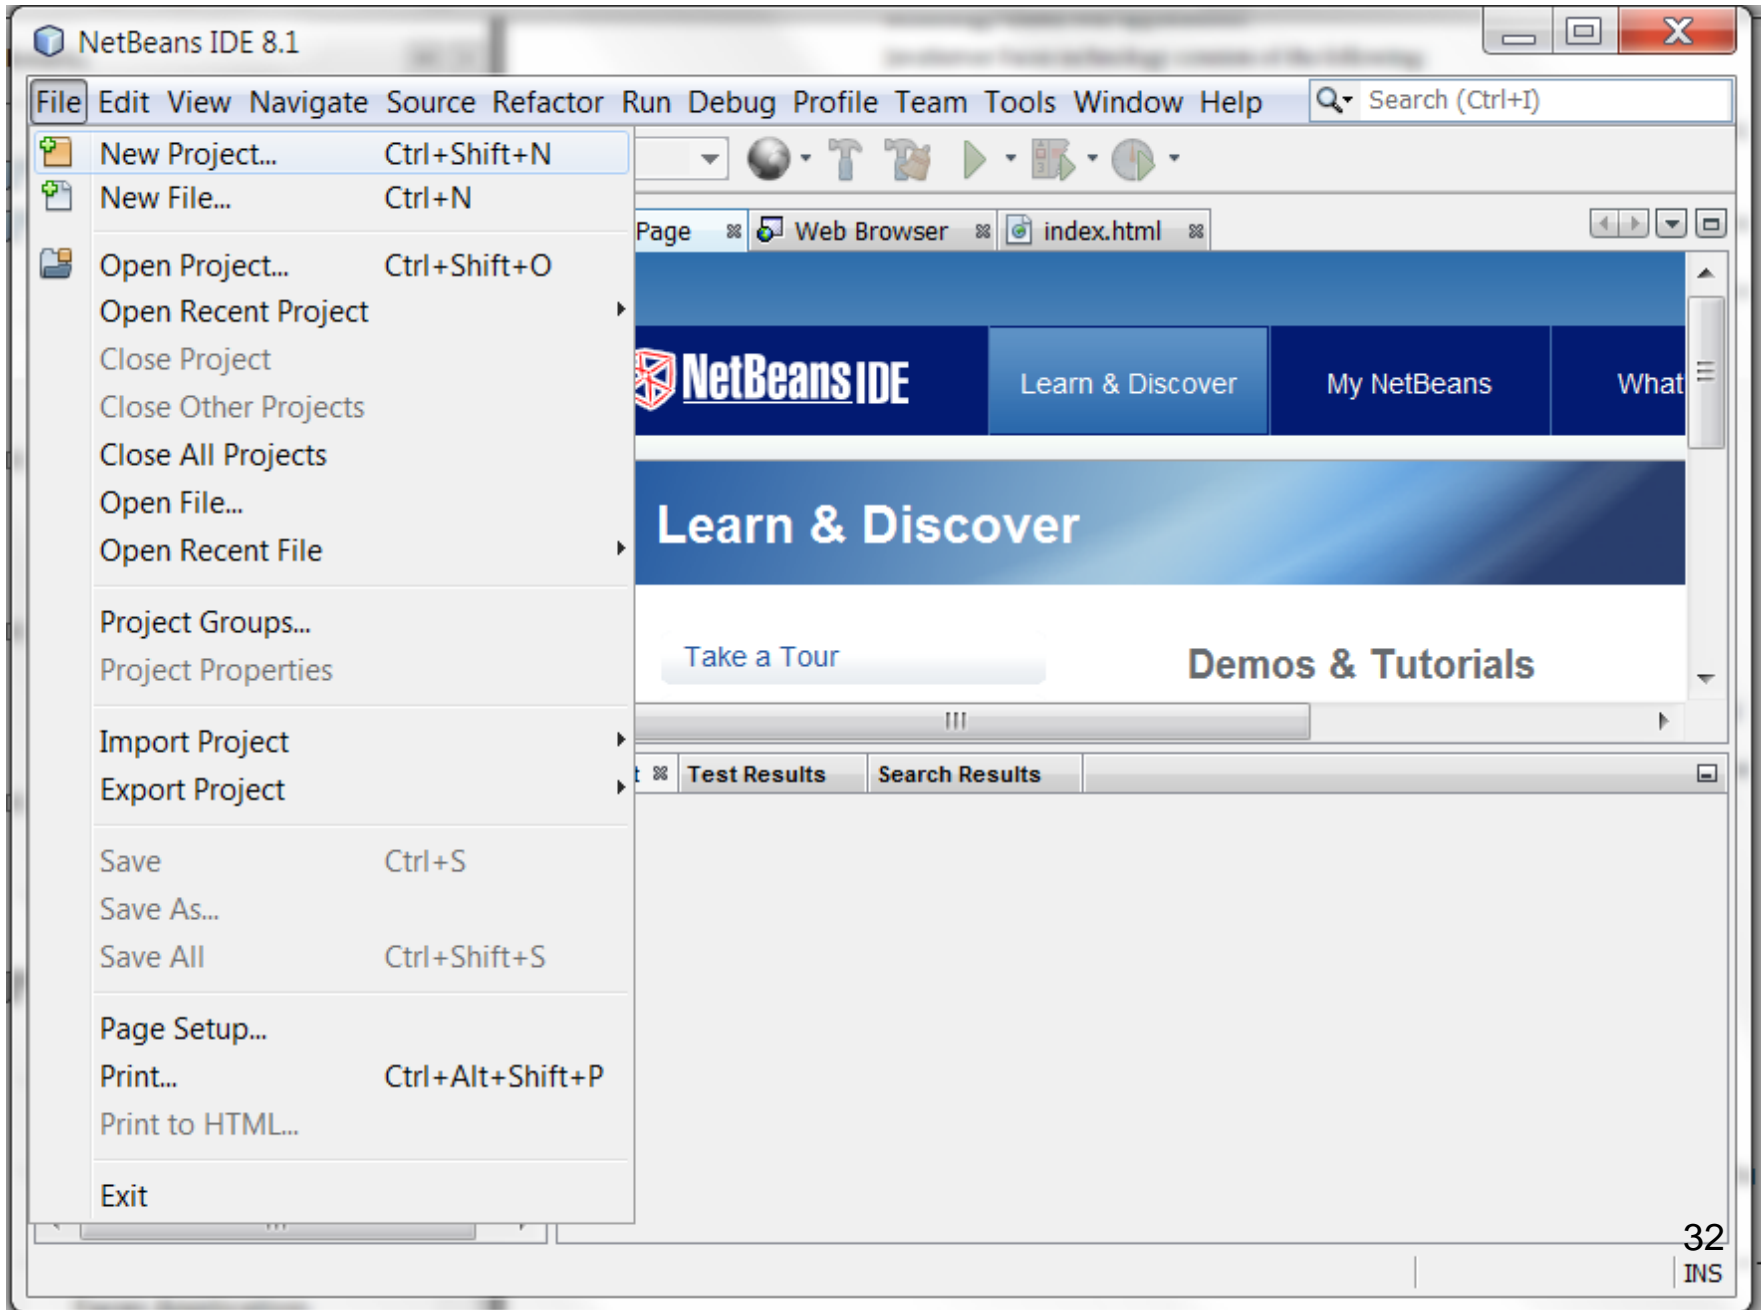 NetBeans IDE 8.1
File Edit View Navigate Source Refactor Run Debug Profile Team Tools Window Help Search (Ctrl+I)
New Project... Ctrl+Shift+N
New File... Ctrl+N
Page Web Browser index.html
Open Project... Ctrl+Shift+O
Open Recent Project
Close Project
Close Other Projects
Close All Projects
Open File...
Open Recent File
Project Groups...
Project Properties
Import Project
Export Project
Save Ctrl+S
Save As...
Save All Ctrl+Shift+S
Page Setup...
Print... Ctrl+Alt+Shift+P
Print to HTML...
Exit
NetBeans IDE Learn & Discover My NetBeans What
Learn & Discover
Take a Tour Demos & Tutorials
t Test Results Search Results
32
INS